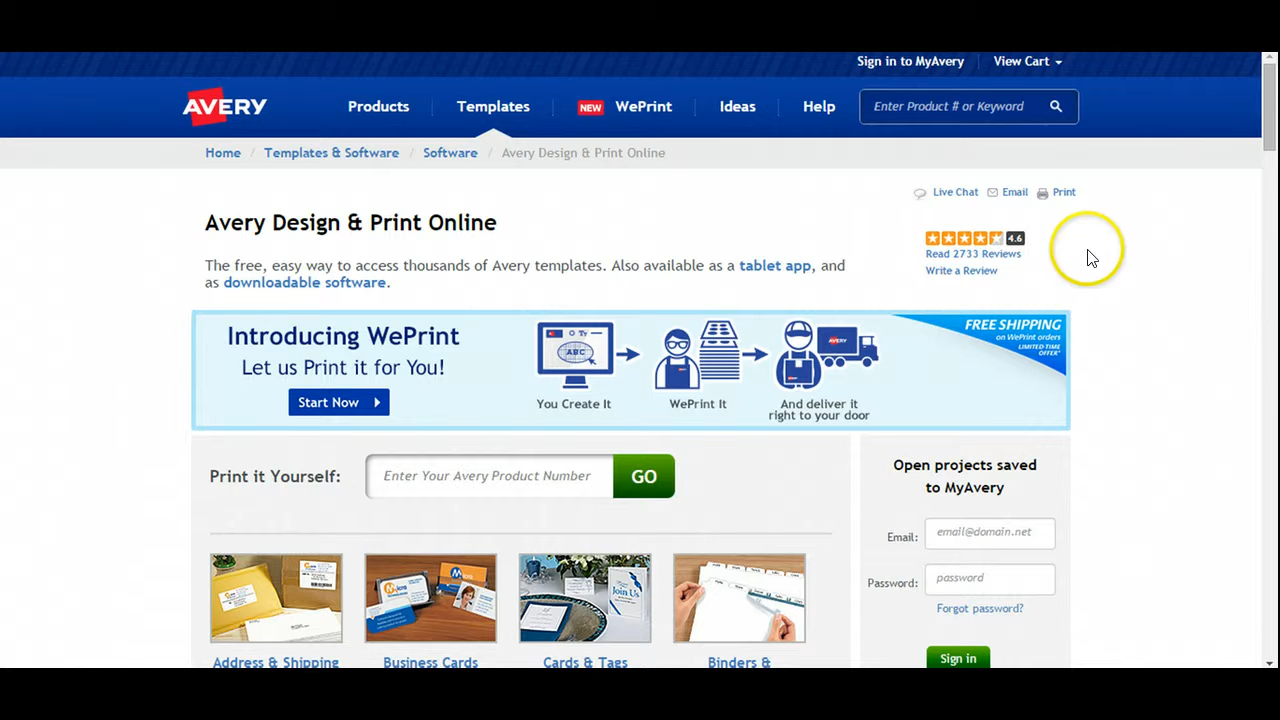 Sign in to MyAvery
View Cart
AVERY
Products
Templates
NEW WePrint
Ideas
Help
Enter Product # or Keyword
Home / Templates & Software / Software / Avery Design & Print Online
Live Chat
Email
Print
Avery Design & Print Online
4.6
Read 2733 Reviews
Write a Review
The free, easy way to access thousands of Avery templates. Also available as a tablet app, and
as downloadable software.
Introducing WePrint
Let us Print it for You!
Start Now
ABC
You Create It
WePrint It
AVERY
And deliver it
right to your door
FREE SHIPPING
on WePrint orders
LIMITED-TIME
OFFER*
Print it Yourself:
Enter Your Avery Product Number
GO
Open projects saved
to MyAvery
Email:
email@domain.net
Password:
password
Forgot password?
Sign in
Join Us
Address & Shipping
Business Cards
Cards & Tags
Binders &